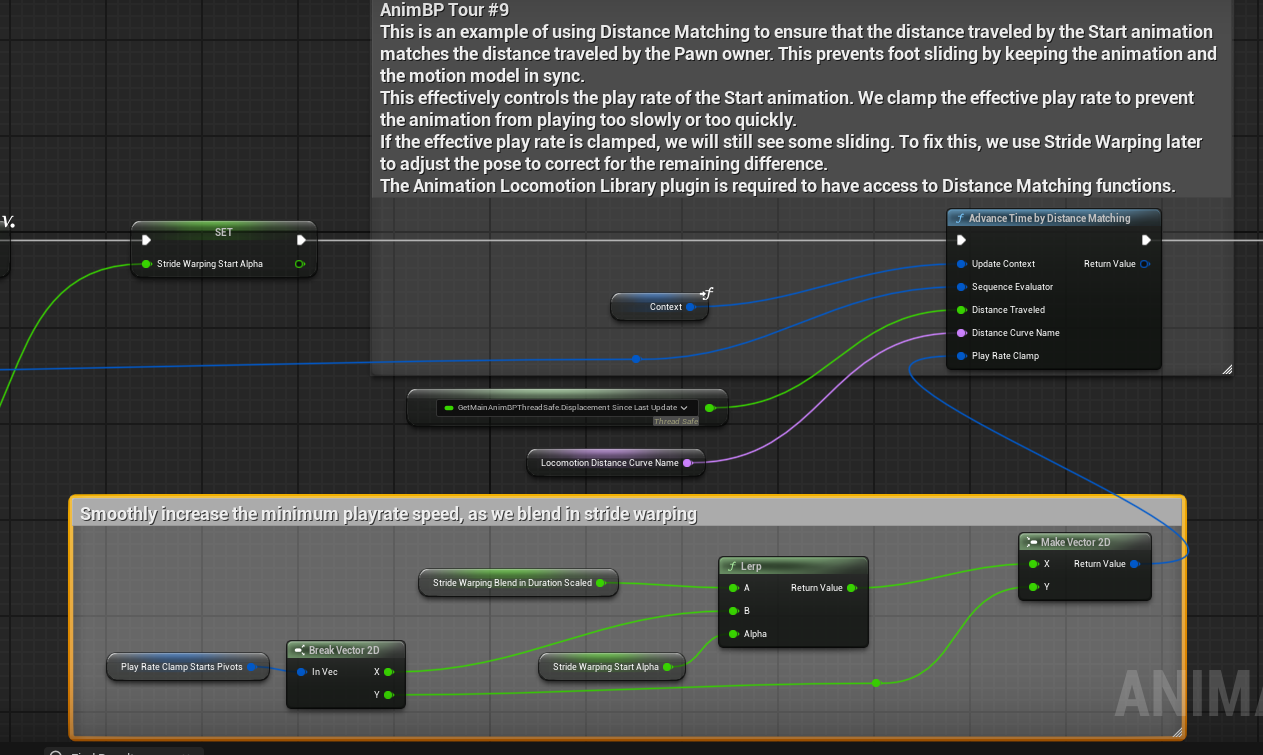 AnimBP Tour #9
This is an example of using Distance Matching to ensure that the distance traveled by the Start animation
matches the distance traveled by the Pawn owner. This prevents foot sliding by keeping the animation and
the motion model in sync.
This effectively controls the play rate of the Start animation. We clamp the effective play rate to prevent
the animation from playing too slowly or too quickly.
If the effective play rate is clamped, we will still see some sliding. To fix this, we use Stride Warping later
to adjust the pose to correct for the remaining difference.
The Animation Locomotion Library plugin is required to have access to Distance Matching functions.
V.
SET
Stride Warping Start Alpha
f Advance Time by Distance Matching
Update Context
Return Value
Sequence Evaluator
Distance Traveled
Distance Curve Name
Play Rate Clamp
f
Context
GetMainAnimBPThreadSafe.Displacement Since Last Update
Thread Safe
Locomotion Distance Curve Name
Smoothly increase the minimum playrate speed, as we blend in stride warping
Stride Warping Blend in Duration Scaled
f Lerp
A
Return Value
B
Alpha
Make Vector 2D
X
Return Value
Y
Play Rate Clamp Starts Pivots
Break Vector 2D
In Vec
X
Y
Stride Warping Start Alpha
ANIMA